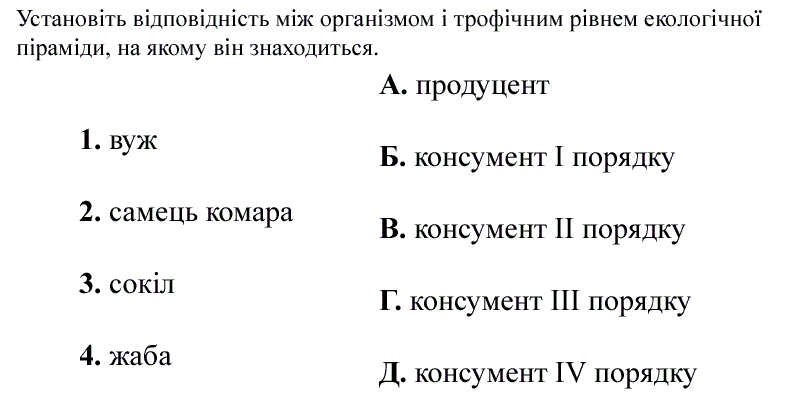 Установіть відповідність між організмом і трофічним рівнем екологічної
піраміди, на якому він знаходиться.
1. вуж
2. самець комара
3. сокіл
4. жаба
А. продуцент
Б. консумент І порядку
В. консумент ІІ порядку
Г. консумент ІІІ порядку
Д. консумент IV порядку